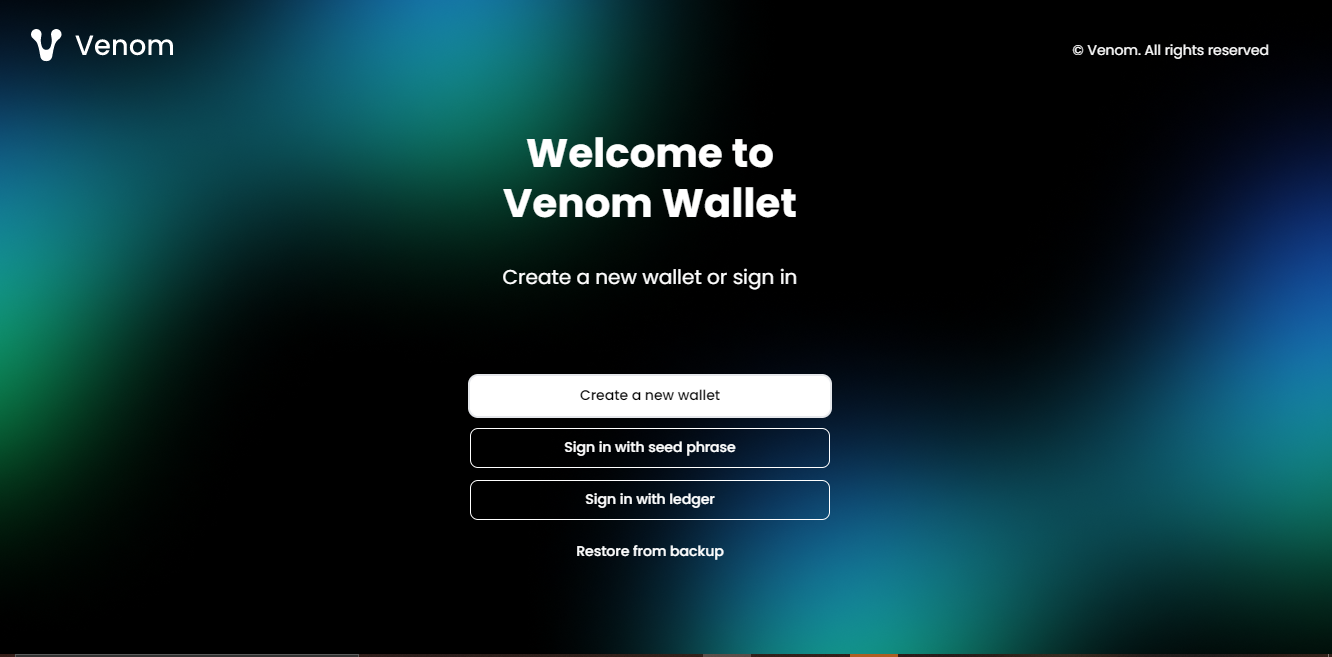 Venom
© Venom. All rights reserved
Welcome to
Venom Wallet
Create a new wallet or sign in
Create a new wallet
Sign in with seed phrase
Sign in with ledger
Restore from backup